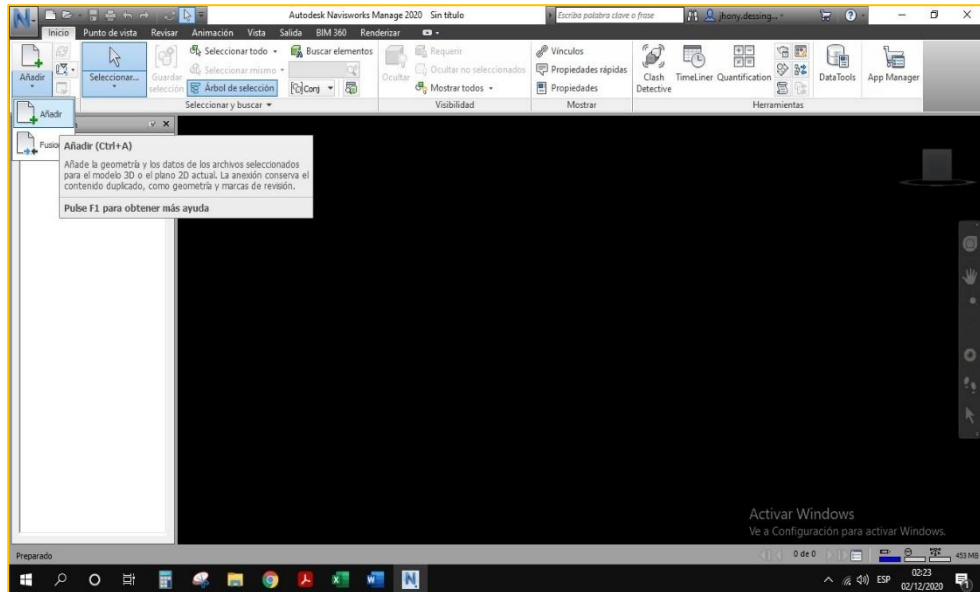 Autodesk Navisworks Manage 2020 Sin título
Escriba palabra clave o frase
jhony.dessing...
Inicio Punto de vista Revisar Animación Vista Salida BIM 360 Renderizar
Añadir
Seleccionar...
Guardar selección
Seleccionar todo
Seleccionar mismo
Árbol de selección
Buscar elementos
Conj
Seleccionar y buscar
Ocultar
Requerir
Ocultar no seleccionados
Mostrar todos
Visibilidad
Vínculos
Propiedades rápidas
Propiedades
Mostrar
Clash Detective
TimeLiner
Quantification
DataTools
App Manager
Herramientas
Añadir
Fusio
Añadir (Ctrl+A)
Añade la geometría y los datos de los archivos seleccionados
para el modelo 3D o el plano 2D actual. La anexión conserva el
contenido duplicado, como geometría y marcas de revisión.
Pulse F1 para obtener más ayuda
Activar Windows
Ve a Configuración para activar Windows.
Preparado
0 de 0
453 MB
ESP
02:23
02/12/2020